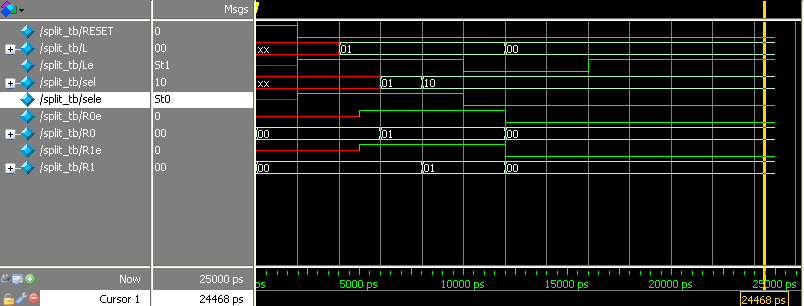 Msgs
/split_tb/RESET 0
/split_tb/L 00 xx 01 00
/split_tb/Le St1
/split_tb/sel 10 xx 01 10
/split_tb/sele St0
/split_tb/R0e 0
/split_tb/R0 00 00 01 00
/split_tb/R1e 0
/split_tb/R1 00 00 01 00
Now 25000 ps ps 5000 ps 10000 ps 15000 ps 20000 ps 25000 ps
Cursor 1 24468 ps 24468 ps